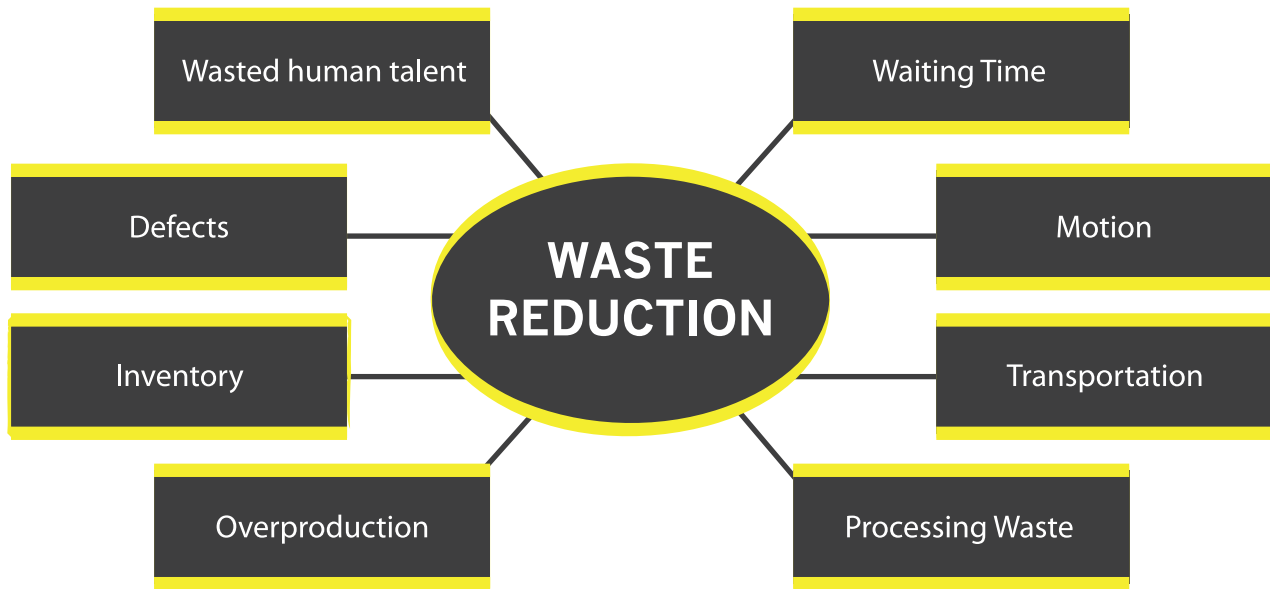 Wasted human talent
Waiting Time
Defects
Motion
WASTE
REDUCTION
Inventory
Transportation
Overproduction
Processing Waste